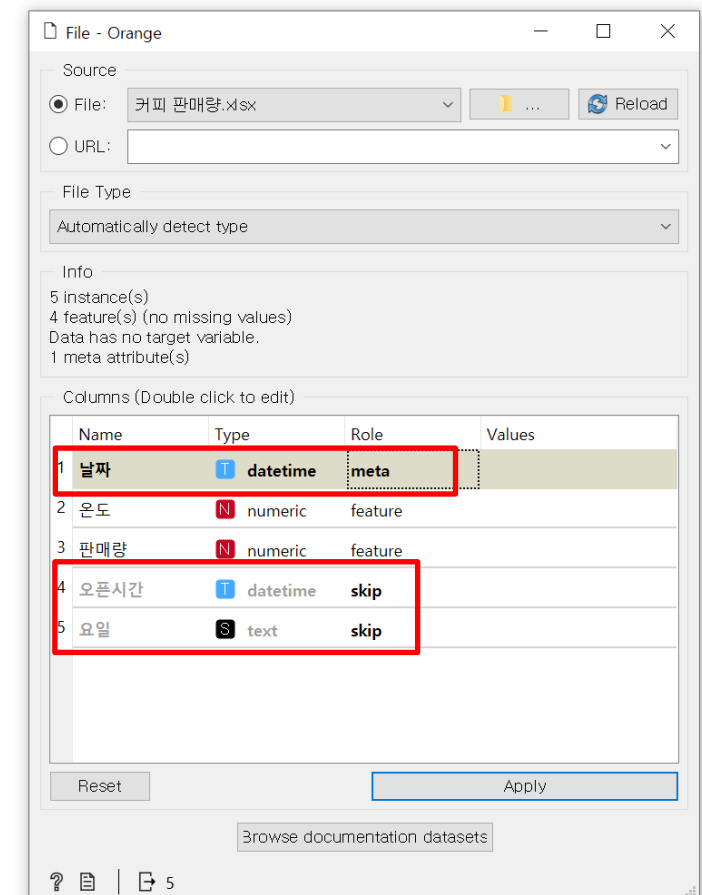 File - Orange
Source
File: 커피 판매량.xlsx ... Reload
URL:
File Type
Automatically detect type
Info
5 instance(s)
4 feature(s) (no missing values)
Data has no target variable.
1 meta attribute(s)
Columns (Double click to edit)
Name Type Role Values
1 날짜 T datetime meta
2 온도 N numeric feature
3 판매량 N numeric feature
4 오픈시간 T datetime skip
5 요일 S text skip
Reset Apply
Browse documentation datasets
? 5